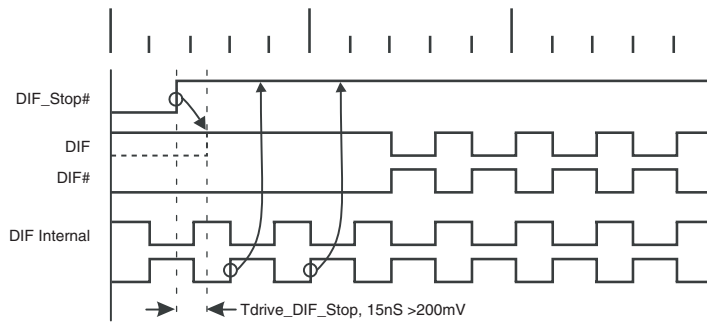 DIF_Stop#
DIF
DIF#
DIF Internal
Tdrive_DIF_Stop, 15nS >200mV